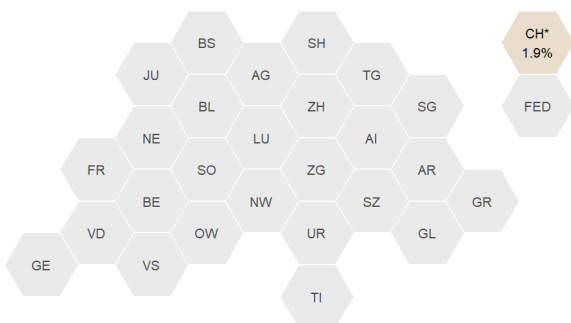 CH*
1.9%
BS
SH
JU
AG
TG
BL
ZH
SG
FED
NE
LU
AI
FR
SO
ZG
AR
BE
NW
SZ
GR
VD
OW
UR
GL
GE
VS
TI